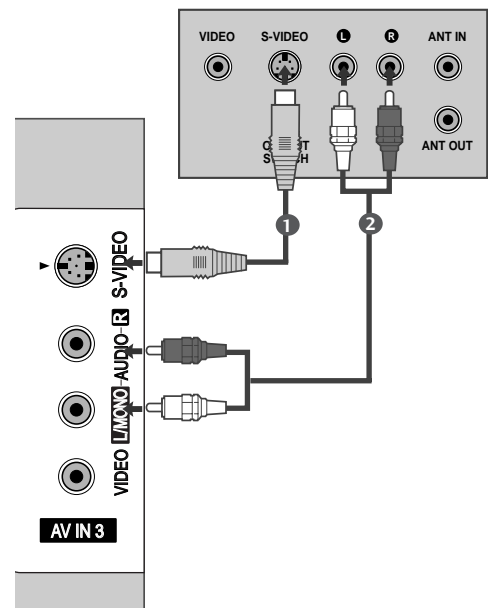 VIDEO S-VIDEO L R ANT IN
ANT OUT
1
2
S-VIDEO
AUDIO R
L/MONO
VIDEO
AV IN 3